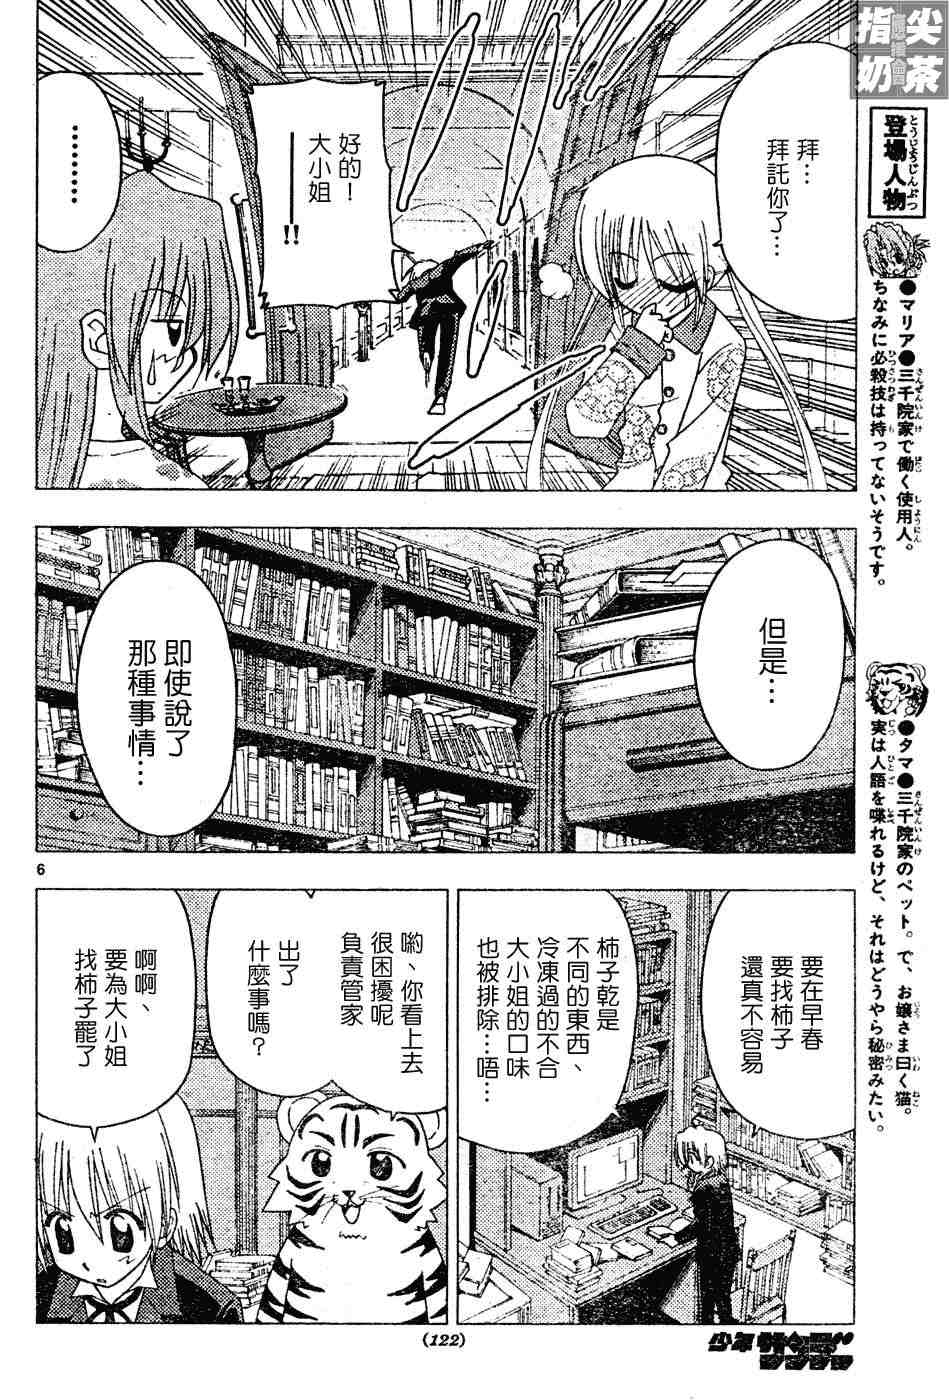 指尖
奶茶
拜…
拜託你了…
好的！
大小姐
——!!
………
但是…
即使說了
那種事情…
要在早春
要找柿子
還真不容易
柿子乾是
不同的東西、
冷凍過的不合
大小姐的口味
也被排除…唔…
喲、你看上去
很困擾呢
負責管家
出了
什麼事嗎？
啊啊、
要為大小姐
找柿子罷了
登場人物
●マリア●三千院家で働く使用人。
ちなみに必殺技は持ってないそうです。
●タマ●三千院家のペット。で、お嬢さま曰く猫。
実は人語を喋れるけど、それはどうやら秘密みたい。
6
(122)
少年サンデー